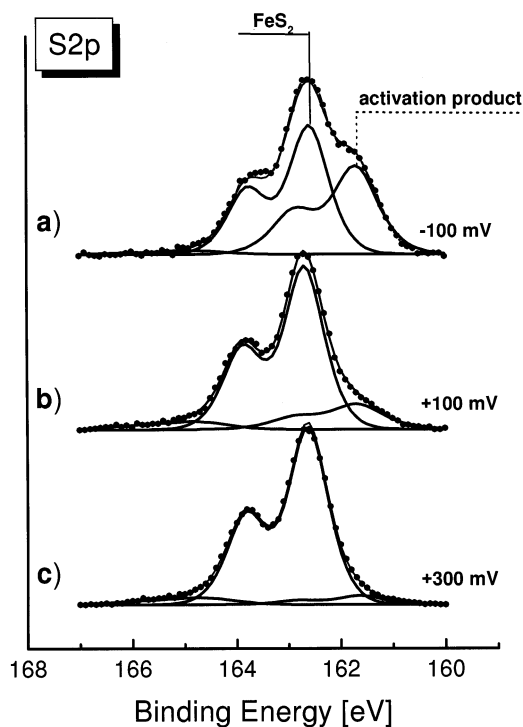 S2p
FeS2
activation product
a)
-100 mV
b)
+100 mV
c)
+300 mV
168 166 164 162 160
Binding Energy [eV]